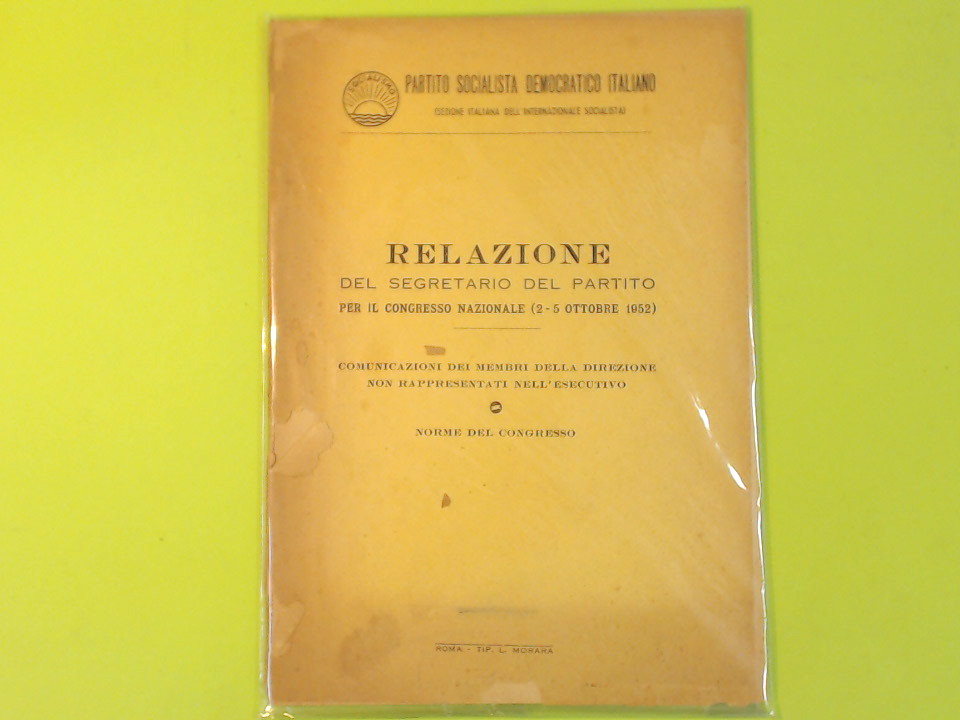 SOCIALISMO
PARTITO SOCIALISTA DEMOCRATICO ITALIANO
(SEZIONE ITALIANA DELL'INTERNAZIONALE SOCIALISTA)
RELAZIONE
DEL SEGRETARIO DEL PARTITO
PER IL CONGRESSO NAZIONALE (2-5 OTTOBRE 1952)
COMUNICAZIONI DEI MEMBRI DELLA DIREZIONE
NON RAPPRESENTATI NELL'ESECUTIVO
NORME DEL CONGRESSO
ROMA - TIP. L. MORARA